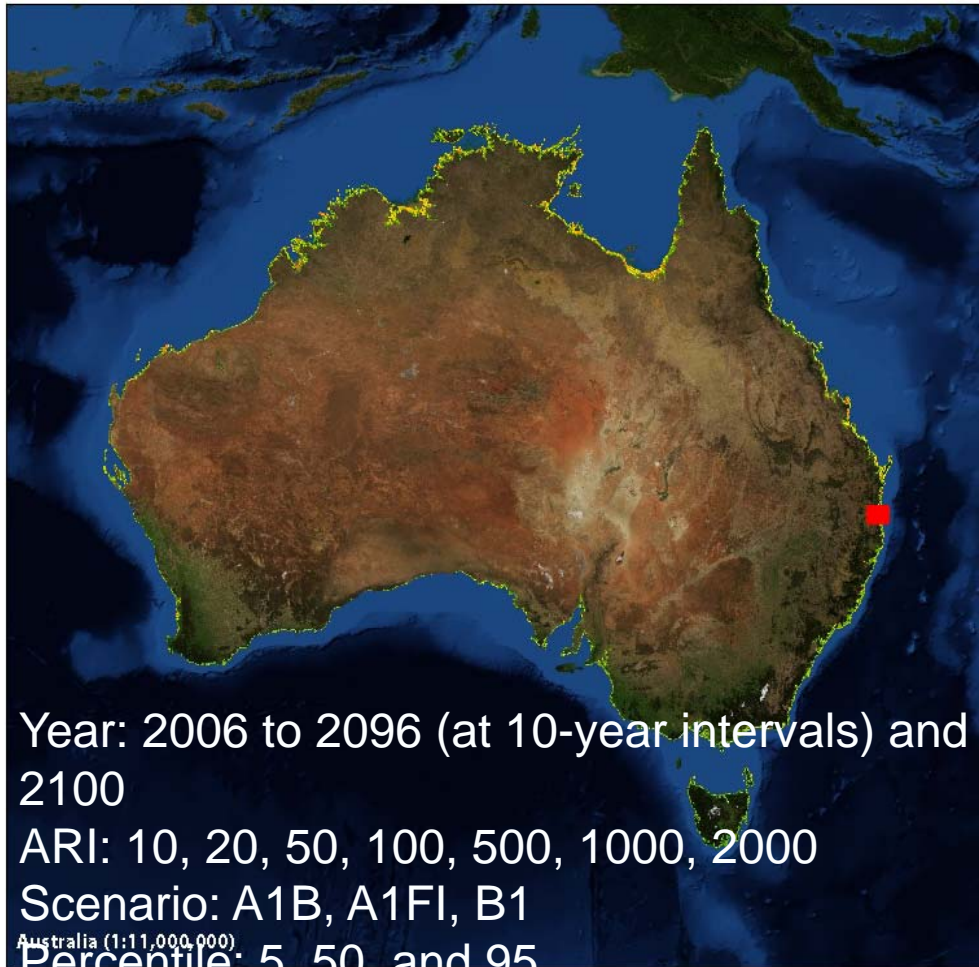 Year: 2006 to 2096 (at 10-year intervals) and
2100
ARI: 10, 20, 50, 100, 500, 1000, 2000
Scenario: A1B, A1FI, B1
Australia (1:11,000,000)
Percentile: 5, 50, and 95